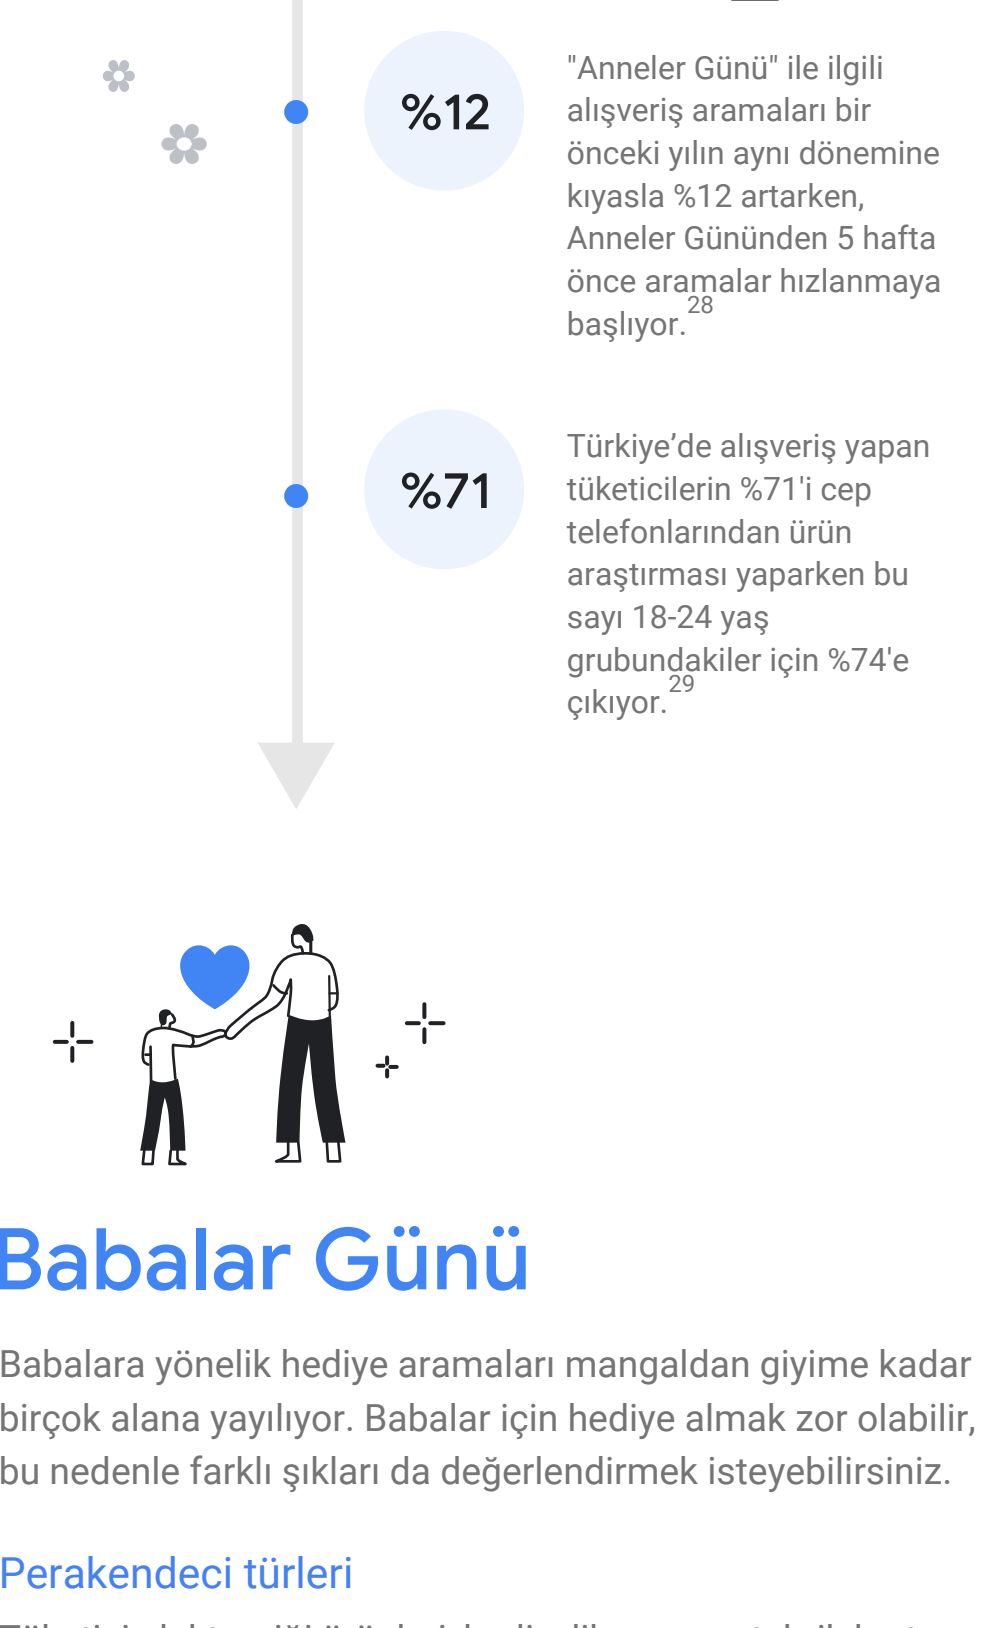 %12
"Anneler Günü" ile ilgili
alışveriş aramaları bir
önceki yılın aynı dönemine
kıyasla %12 artarken,
Anneler Gününden 5 hafta
önce aramalar hızlanmaya
başlıyor.28
%71
Türkiye’de alışveriş yapan
tüketicilerin %71'i cep
telefonlarından ürün
araştırması yaparken bu
sayı 18-24 yaş
grubundakiler için %74'e
çıkıyor.29
Babalar Günü
Babalara yönelik hediye aramaları mangaldan giyime kadar
birçok alana yayılıyor. Babalar için hediye almak zor olabilir,
bu nedenle farklı şıkları da değerlendirmek isteyebilirsiniz.
Perakendeci türleri